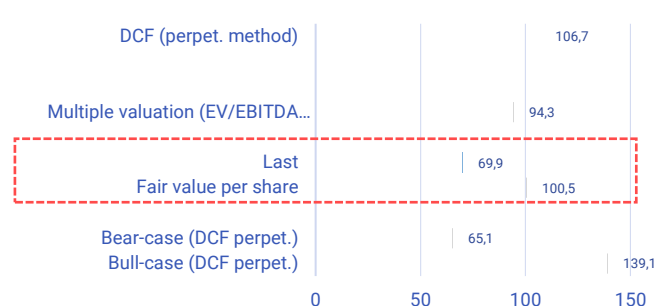 DCF (perpet. method) 106,7
Multiple valuation (EV/EBITDA... 94,3
Last 69,9
Fair value per share 100,5
Bear-case (DCF perpet.) 65,1
Bull-case (DCF perpet.) 139,1
0 50 100 150